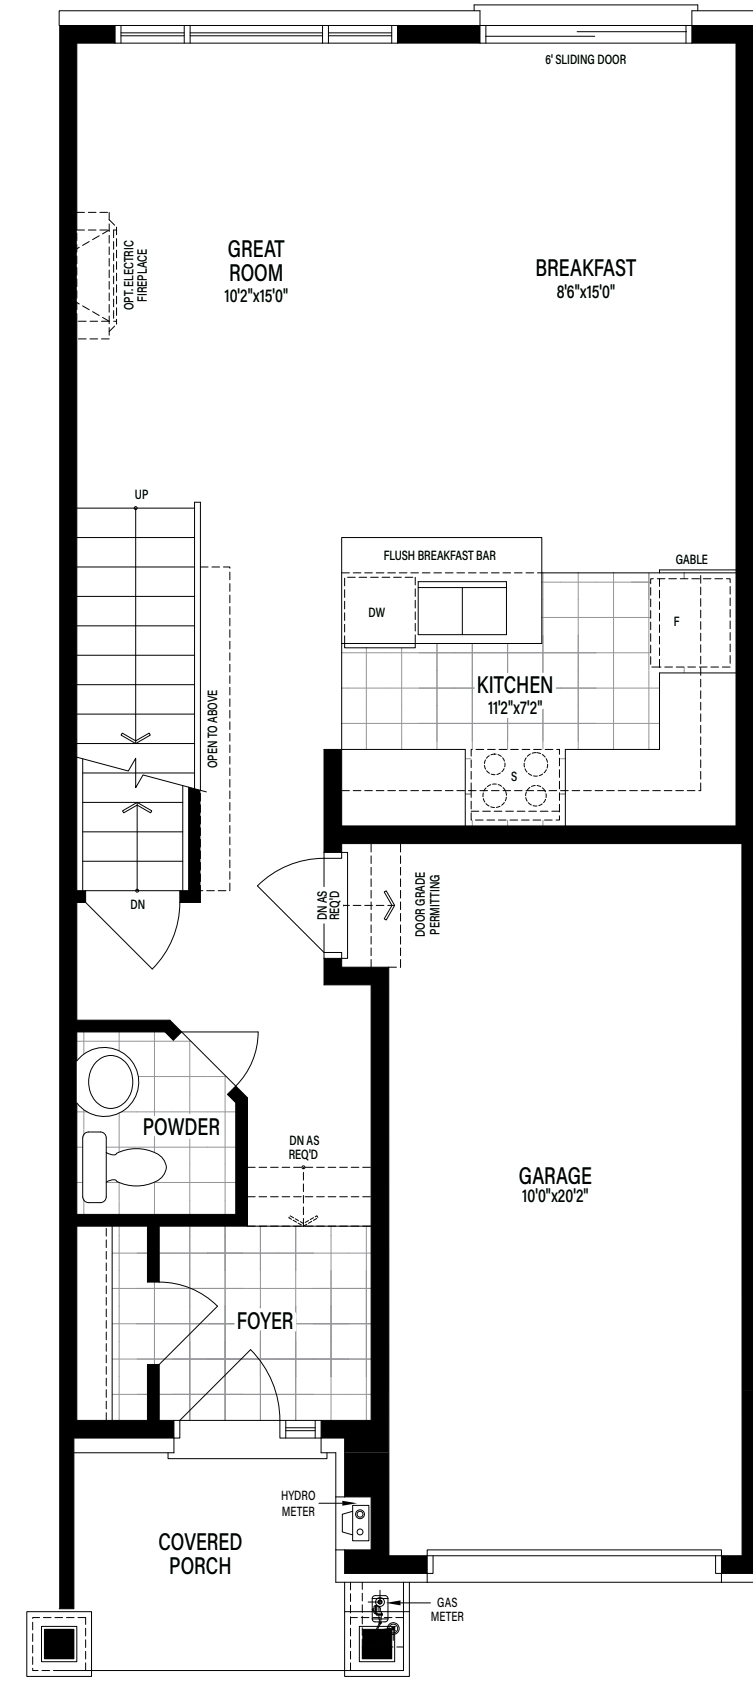 6' SLIDING DOOR
OPT. ELECTRIC
FIREPLACE
GREAT
ROOM
10'2"x15'0"
BREAKFAST
8'6"x15'0"
UP
FLUSH BREAKFAST BAR
GABLE
DW
F
KITCHEN
11'2"x7'2"
OPEN TO ABOVE
S
DN
DN AS
REQ'D
DOOR GRADE
PERMITTING
POWDER
DN AS
REQ'D
GARAGE
10'0"x20'2"
FOYER
HYDRO
METER
COVERED
PORCH
GAS
METER